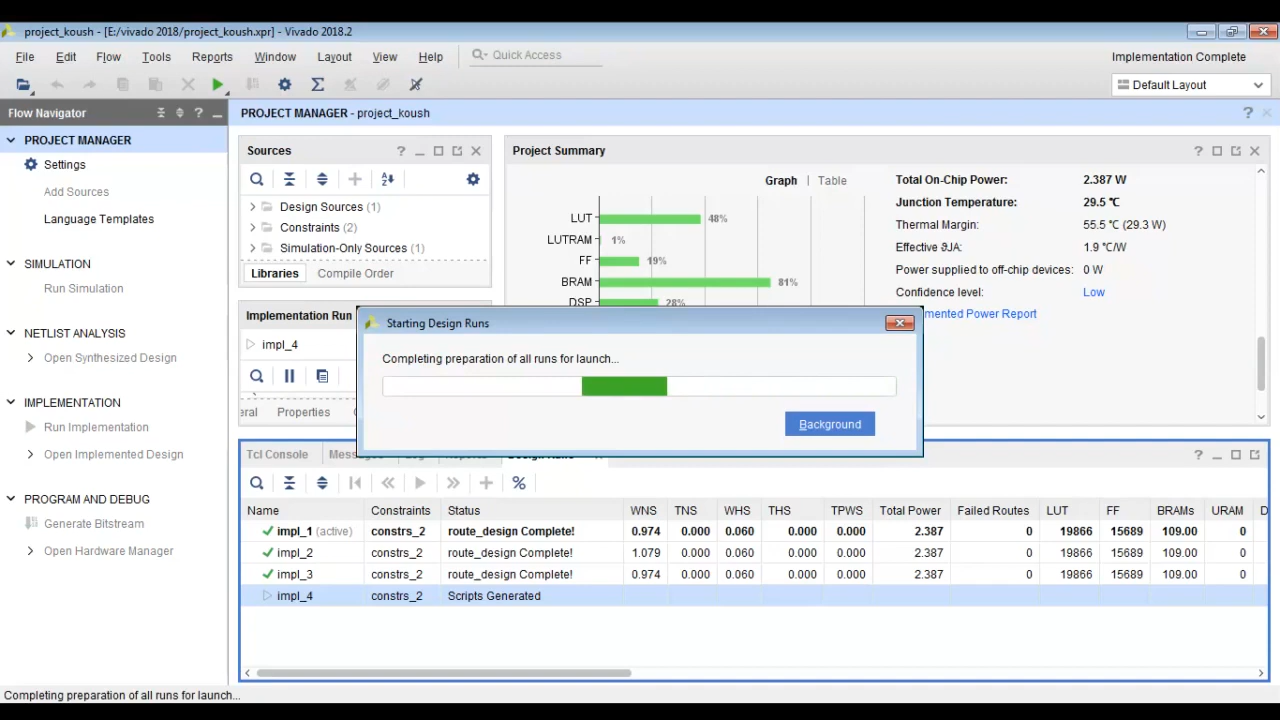 project_koush - [E:/vivado 2018/project_koush.xpr] - Vivado 2018.2
File Edit Flow Tools Reports Window Layout View Help Quick Access
Implementation Complete
Default Layout
Flow Navigator
PROJECT MANAGER
Settings
Add Sources
Language Templates
SIMULATION
Run Simulation
NETLIST ANALYSIS
Open Synthesized Design
IMPLEMENTATION
Run Implementation
Open Implemented Design
PROGRAM AND DEBUG
Generate Bitstream
Open Hardware Manager
PROJECT MANAGER - project_koush
Sources
Design Sources (1)
Constraints (2)
Simulation-Only Sources (1)
Libraries Compile Order
Implementation Run
impl_4
eral Properties
Project Summary
Graph | Table
LUT 48%
LUTRAM 1%
FF 19%
BRAM 81%
DSP 28%
Total On-Chip Power: 2.387 W
Junction Temperature: 29.5 °C
Thermal Margin: 55.5 °C (29.3 W)
Effective ϑJA: 1.9 °C/W
Power supplied to off-chip devices: 0 W
Confidence level: Low
mented Power Report
Starting Design Runs
Completing preparation of all runs for launch...
Background
Tcl Console
Name Constraints Status WNS TNS WHS THS TPWS Total Power Failed Routes LUT FF BRAMs URAM D
impl_1 (active) constrs_2 route_design Complete! 0.974 0.000 0.060 0.000 0.000 2.387 0 19866 15689 109.00 0
impl_2 constrs_2 route_design Complete! 1.079 0.000 0.060 0.000 0.000 2.387 0 19866 15689 109.00 0
impl_3 constrs_2 route_design Complete! 0.974 0.000 0.060 0.000 0.000 2.387 0 19866 15689 109.00 0
impl_4 constrs_2 Scripts Generated
Completing preparation of all runs for launch...